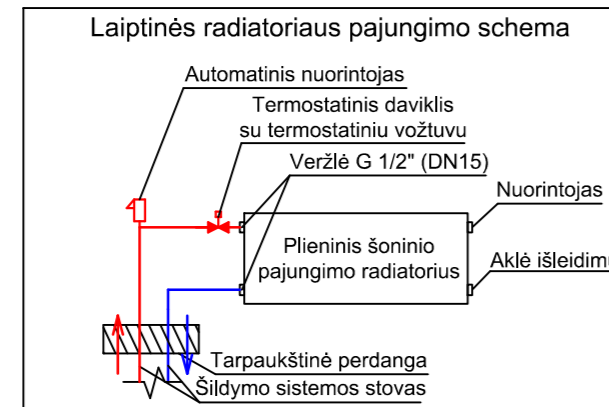 Laiptinės radiatoriaus pajungimo schema
Automatinis nuorintojas
Termostatinis daviklis
su termostatiniu vožtuvu
Veržlė G 1/2" (DN15)
Nuorintojas
Plieninis šoninio
pajungimo radiatorius
Aklė
Tarpaukštinė perdanga
Šildymo sistemos stovas